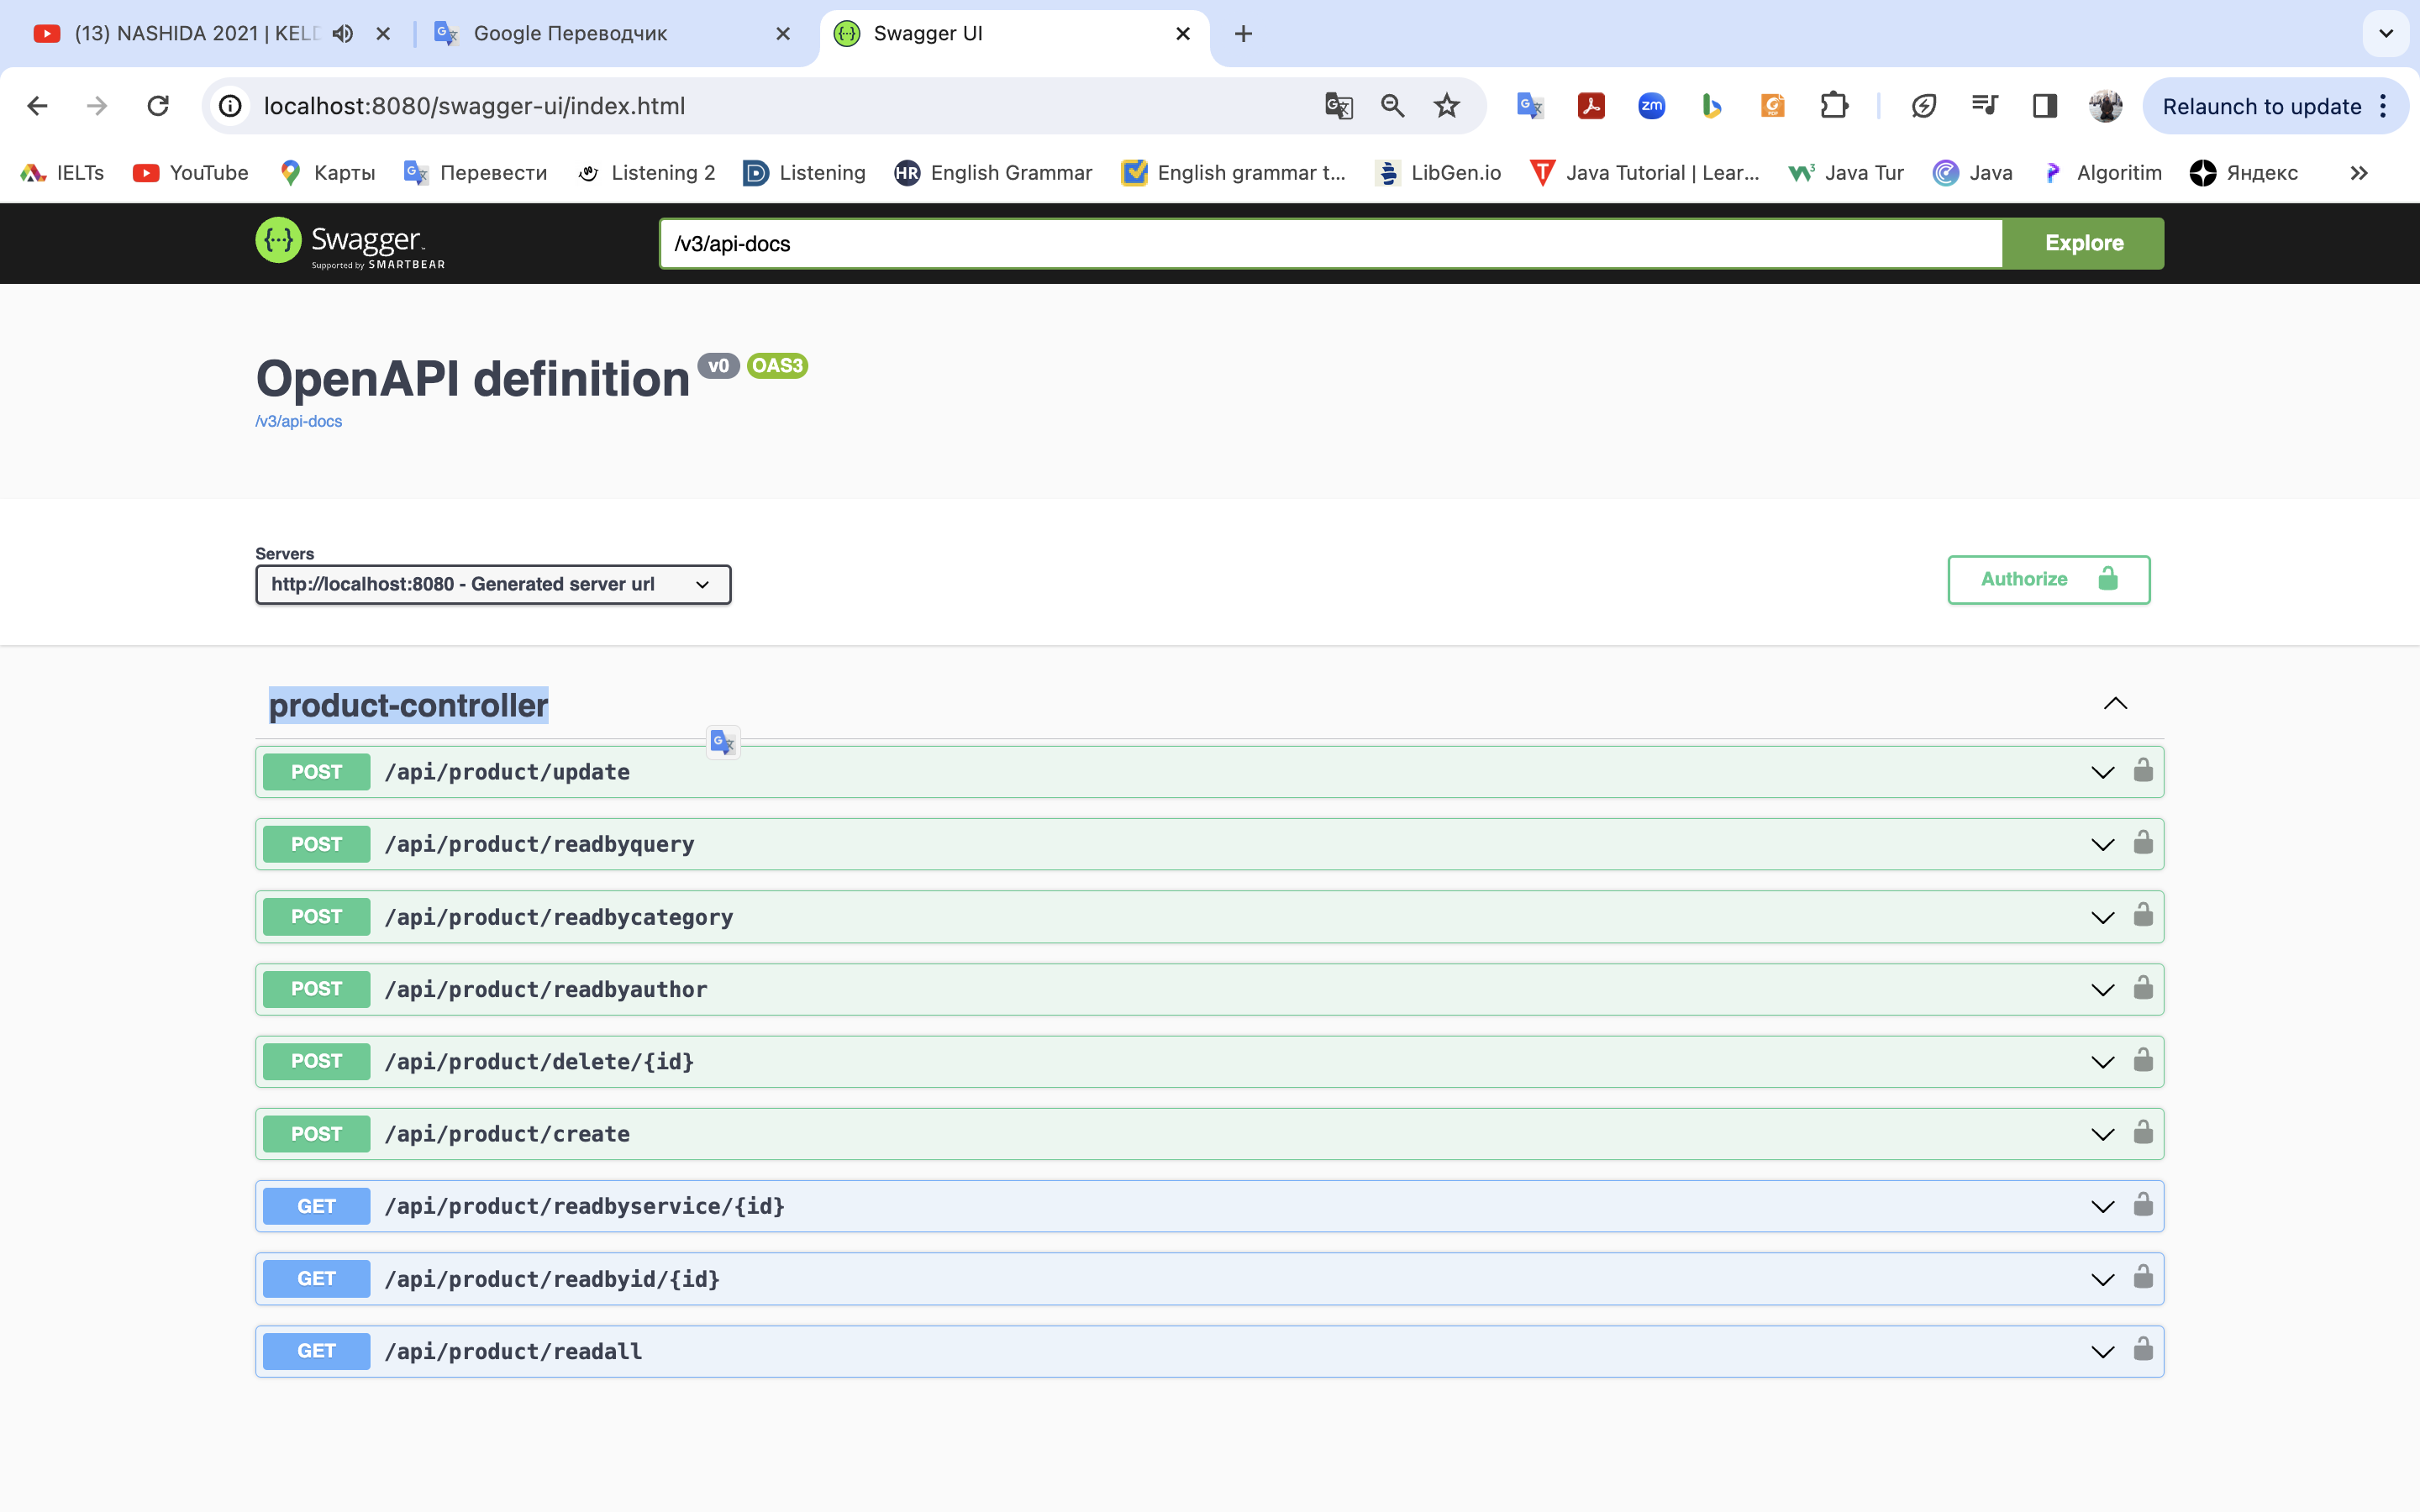 (13) NASHIDA 2021 | KELD
Google Переводчик
Swagger UI
localhost:8080/swagger-ui/index.html
zm
Relaunch to update
IELTs
YouTube
Карты
Перевести
Listening 2
Listening
HR English Grammar
English grammar t...
LibGen.io
Java Tutorial | Lear...
Java Tur
Java
Algoritim
Яндекс
Swagger
Supported by SMARTBEAR
/v3/api-docs
Explore
OpenAPI definition v0 OAS3
/v3/api-docs
Servers
http://localhost:8080 - Generated server url
Authorize
product-controller
POST /api/product/update
POST /api/product/readbyquery
POST /api/product/readbycategory
POST /api/product/readbyauthor
POST /api/product/delete/{id}
POST /api/product/create
GET /api/product/readbyservice/{id}
GET /api/product/readbyid/{id}
GET /api/product/readall